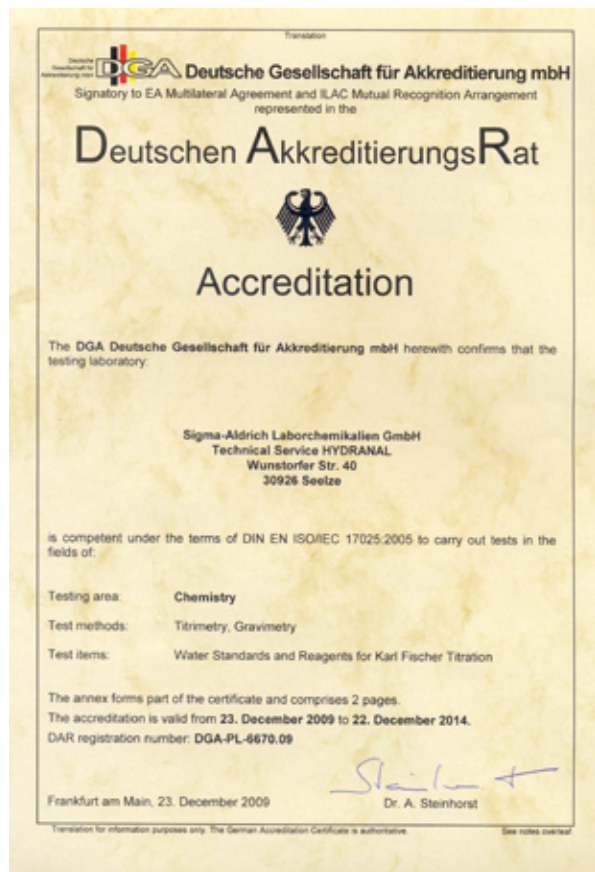 Translation
Deutsche
Gesellschaft für
Akkreditierung mbH
DGA Deutsche Gesellschaft für Akkreditierung mbH
Signatory to EA Multilateral Agreement and ILAC Mutual Recognition Arrangement
represented in the
Deutschen AkkreditierungsRat
Accreditation
The DGA Deutsche Gesellschaft für Akkreditierung mbH herewith confirms that the
testing laboratory:
Sigma-Aldrich Laborchemikalien GmbH
Technical Service HYDRANAL
Wunstorfer Str. 40
30926 Seelze
is competent under the terms of DIN EN ISO/IEC 17025:2005 to carry out tests in the
fields of:
Testing area: Chemistry
Test methods: Titrimetry, Gravimetry
Test items: Water Standards and Reagents for Karl Fischer Titration
The annex forms part of the certificate and comprises 2 pages.
The accreditation is valid from 23. December 2009 to 22. December 2014.
DAR registration number: DGA-PL-6670.09
Steinhorst
Frankfurt am Main, 23. December 2009 Dr. A. Steinhorst
Translation for information purposes only. The German Accreditation Certificate is authoritative. See notes overleaf.